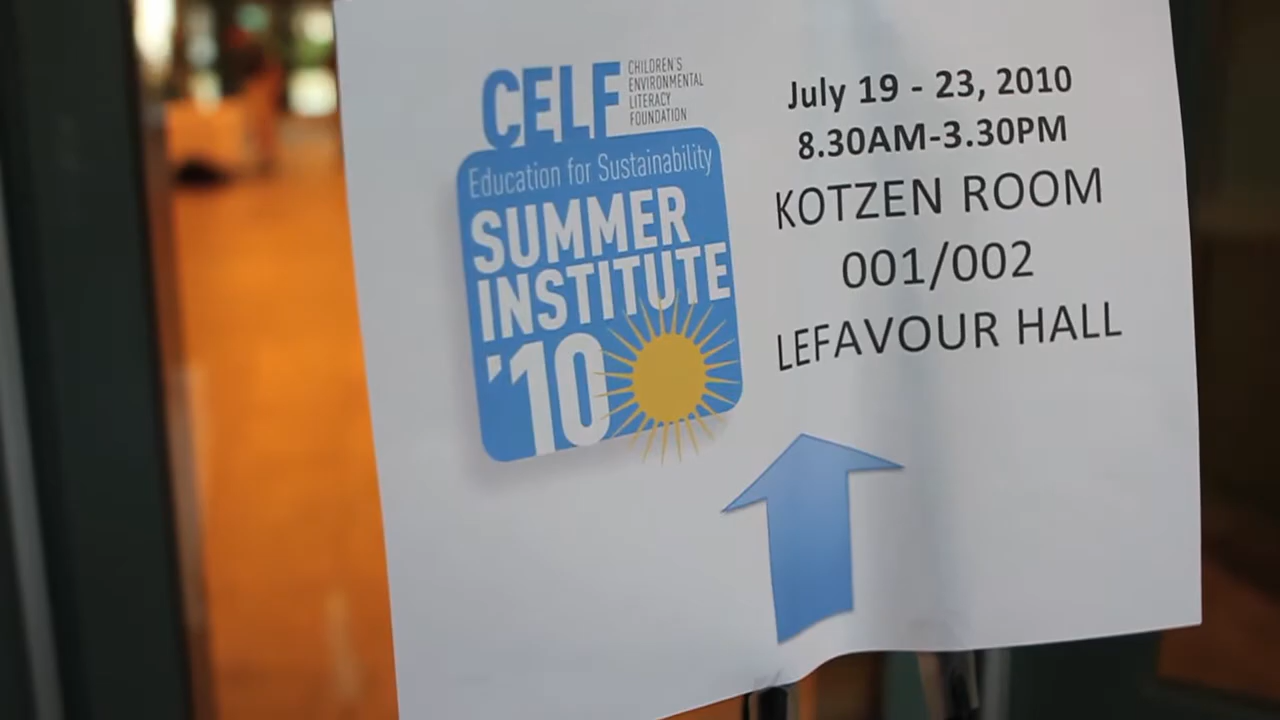 CELF
CHILDREN'S
ENVIRONMENTAL
LITERACY
FOUNDATION
Education for Sustainability
SUMMER
INSTITUTE
'10
July 19 - 23, 2010
8.30AM-3.30PM
KOTZEN ROOM
001/002
LEFAVOUR HALL